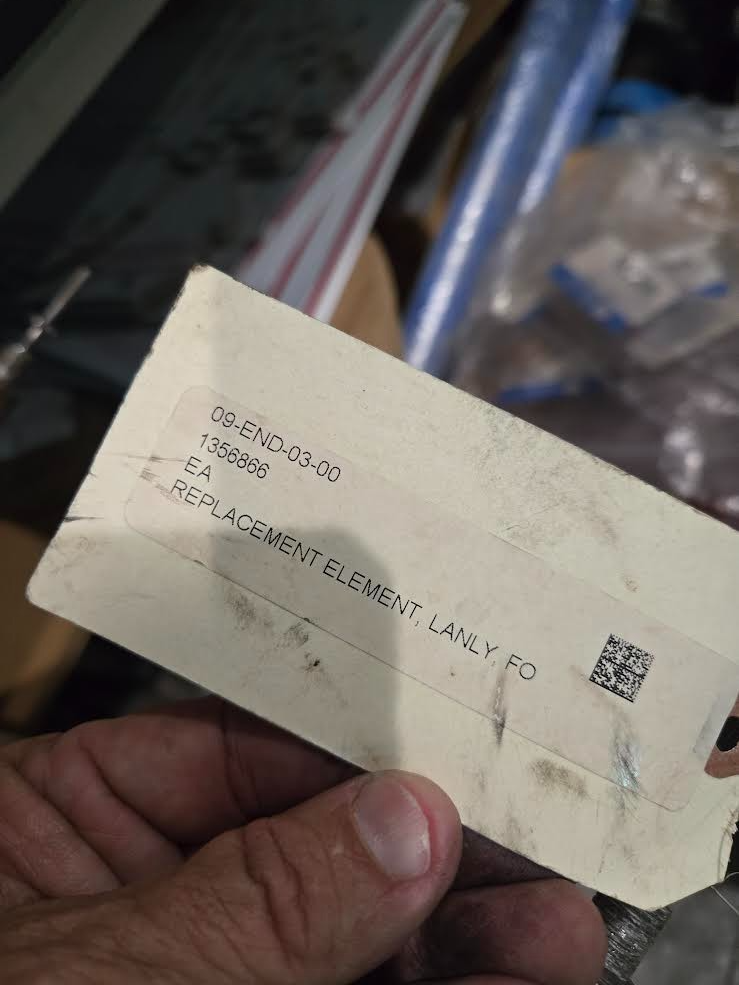 09-END-03-00
1356866
EA
REPLACEMENT ELEMENT, LANLY, FO